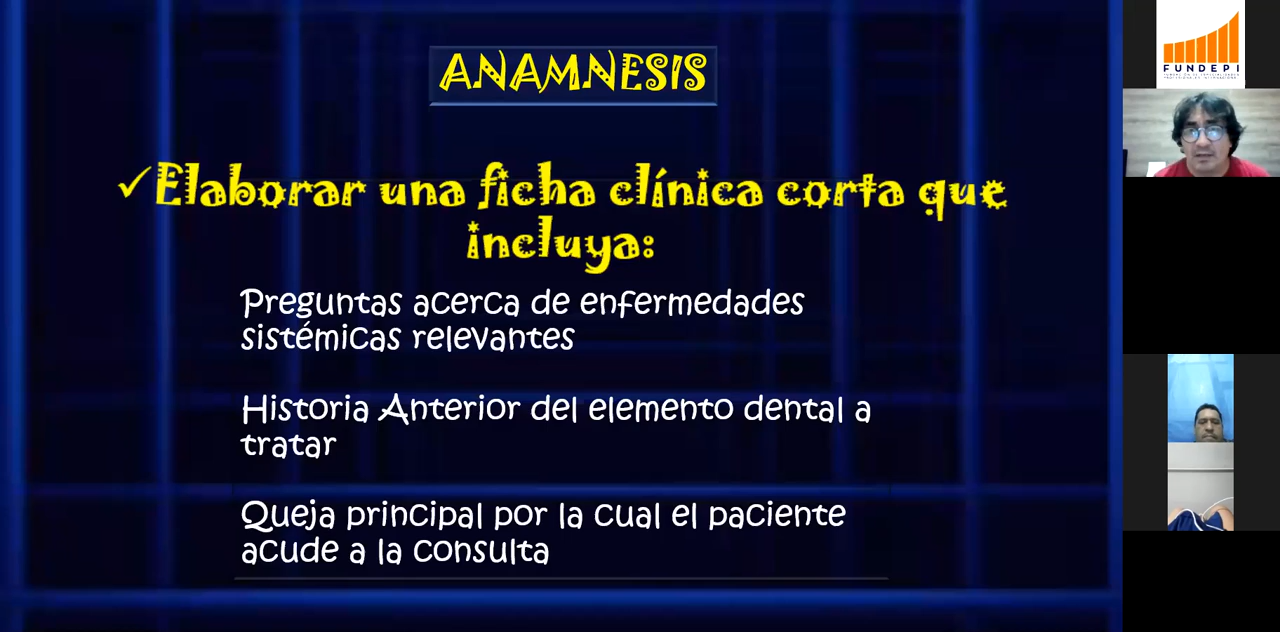 ANAMNESIS
✓Elaborar una ficha clínica corta que
incluya:
Preguntas acerca de enfermedades
sistémicas relevantes
Historia Anterior del elemento dental a
tratar
Queja principal por la cual el paciente
acude a la consulta
FUNDEPI